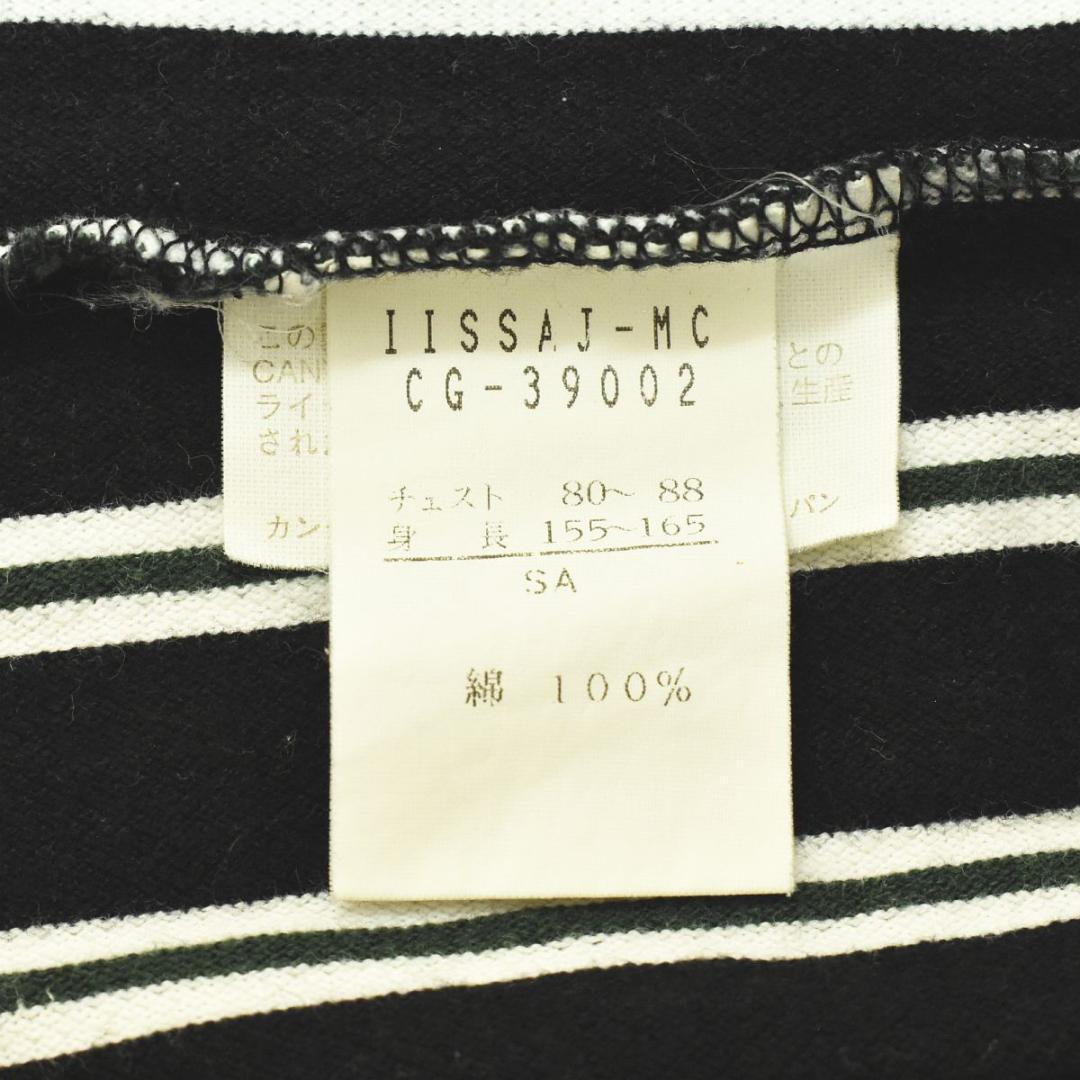 IISSAJ-MC
CG-39002
チェスト 80〜 88
身 長 155〜165
SA
綿 100%
この
CAN
ライ
され
カン
との
生産
パン